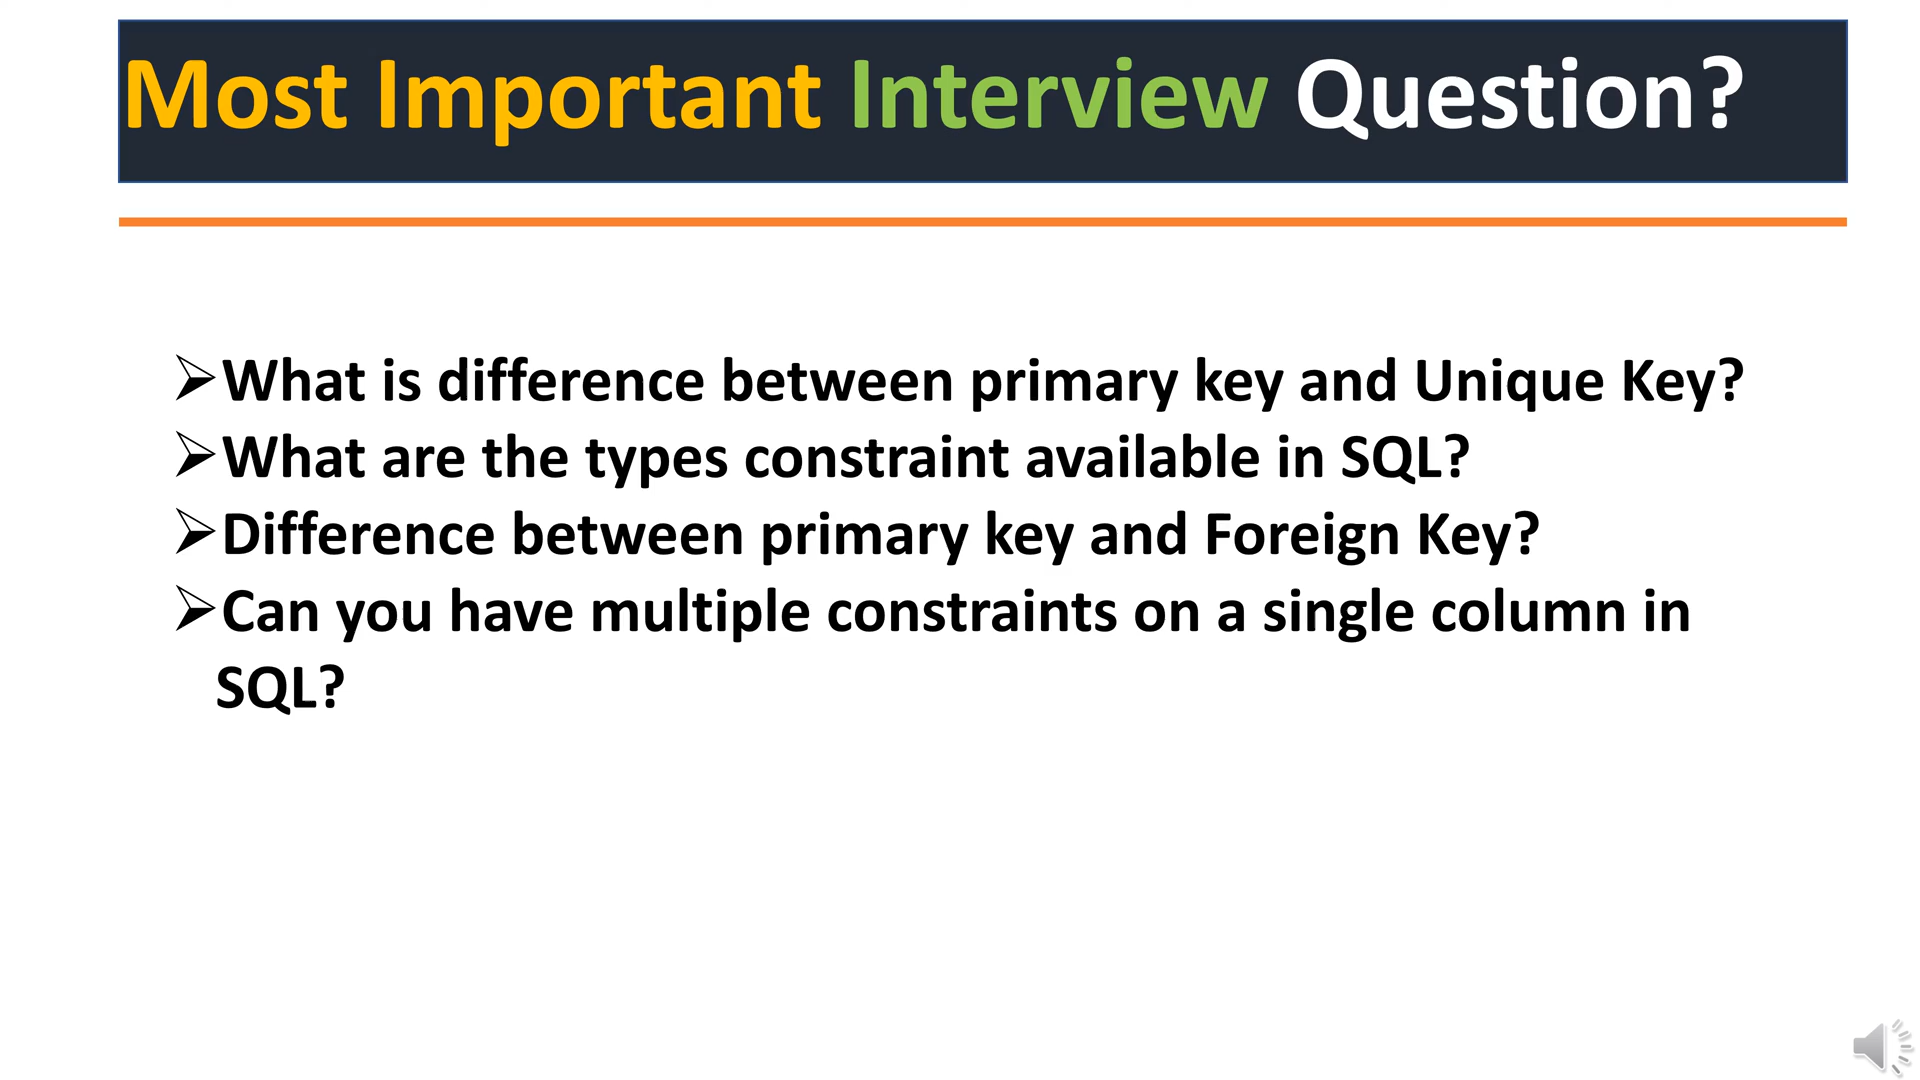 Most Important Interview Question?
➢What is difference between primary key and Unique Key?
➢What are the types constraint available in SQL?
➢Difference between primary key and Foreign Key?
➢Can you have multiple constraints on a single column in
SQL?